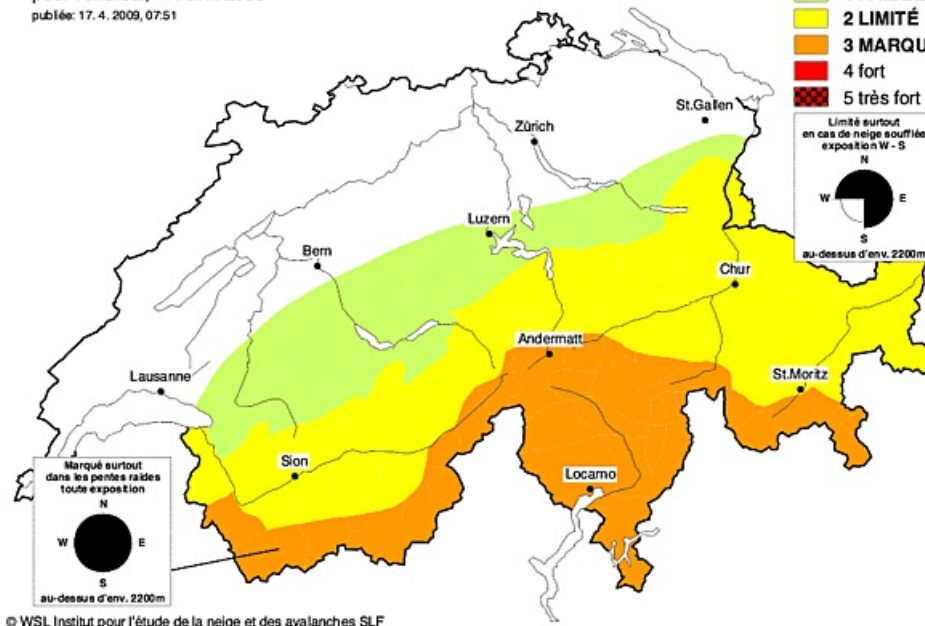 publiée: 17. 4. 2009, 07:51
2 LIMITÉ
3 MARQU
4 fort
5 très fort
Limité surtout
en cas de neige soufflée
exposition W - S
N
W E
S
au-dessus d'env. 2200m
St.Gallen
Zürich
Luzern
Bern
Chur
Andermatt
Lausanne
St.Moritz
Sion
Locarno
Marqué surtout
dans les pentes raides
toute exposition
N
W E
S
au-dessus d'env. 2200m
© WSL Institut pour l'étude de la neige et des avalanches SLF